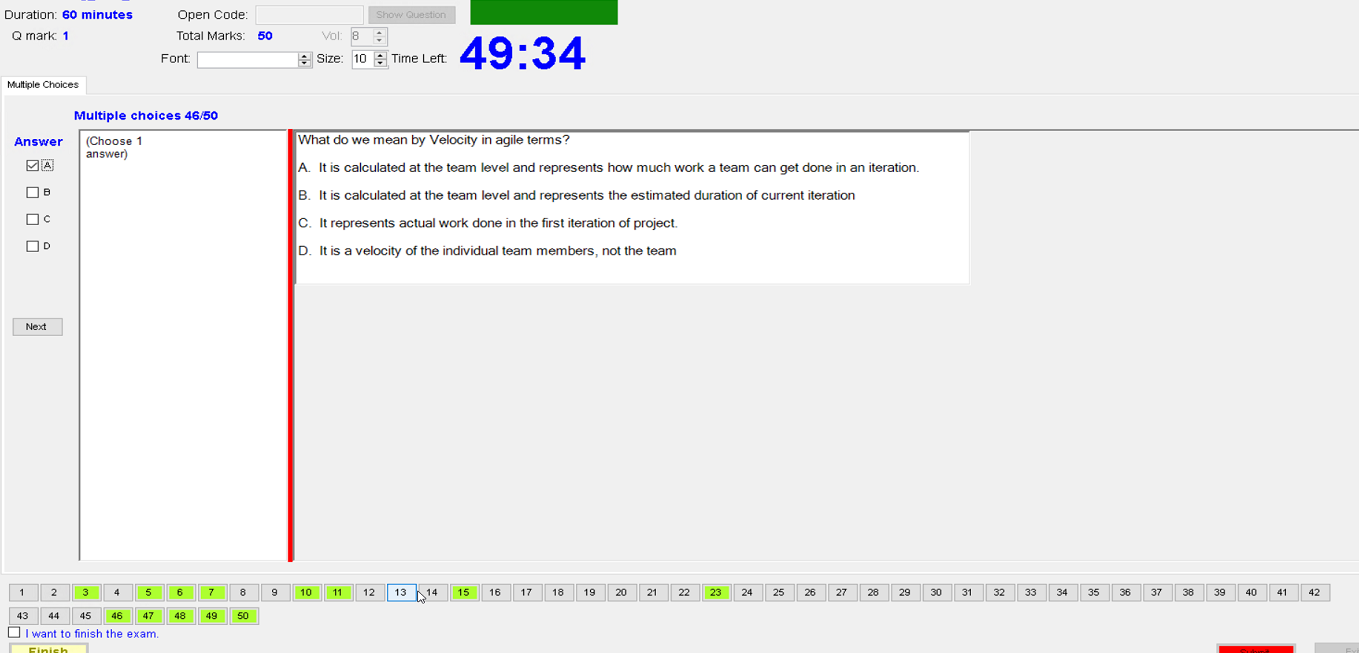 Duration: 60 minutes Open Code: Show Question
Q mark: 1 Total Marks: 50 Vol: 8
Font: Size: 10 Time Left: 49:34
Multiple Choices
Multiple choices 46/50
Answer
A
B
C
D
Next
(Choose 1
answer)
What do we mean by Velocity in agile terms?
A. It is calculated at the team level and represents how much work a team can get done in an iteration.
B. It is calculated at the team level and represents the estimated duration of current iteration
C. It represents actual work done in the first iteration of project.
D. It is a velocity of the individual team members, not the team
1 2 3 4 5 6 7 8 9 10 11 12 13 14 15 16 17 18 19 20 21 22 23 24 25 26 27 28 29 30 31 32 33 34 35 36 37 38 39 40 41 42
43 44 45 46 47 48 49 50
I want to finish the exam.
Finish